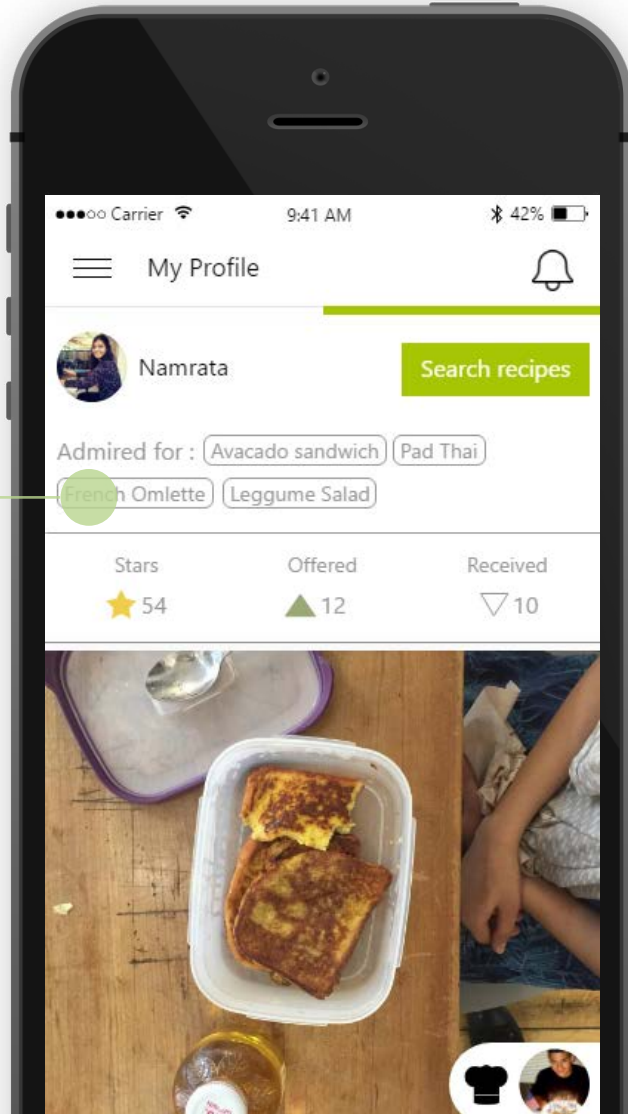 ●●●○○ Carrier 9:41 AM 42%
My Profile
Namrata
Search recipes
Admired for : Avacado sandwich Pad Thai
French Omlette Leggume Salad
Stars Offered Received
54 12 10